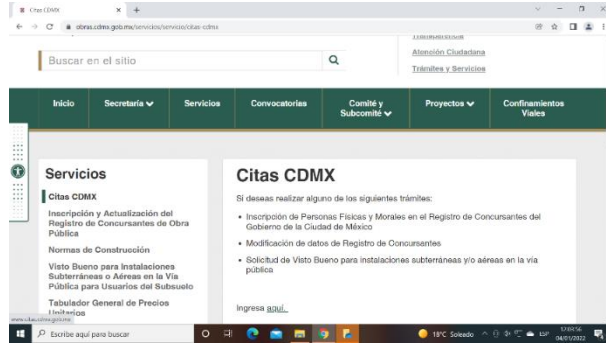 Citas CDMX
obras.cdmx.gob.mx/servicios/servicio/citas-cdmx
Transparencia
Buscar en el sitio
Atención Ciudadana
Trámites y Servicios
Inicio
Secretaría
Servicios
Convocatorias
Comité y
Subcomité
Proyectos
Confinamientos
Viales
Servicios
Citas CDMX
Inscripción y Actualización del
Registro de Concursantes de Obra
Pública
Normas de Construcción
Visto Bueno para Instalaciones
Subterráneas o Aéreas en la Vía
Pública para Usuarios del Subsuelo
Tabulador General de Precios
Unitarios
Citas CDMX
Si deseas realizar alguno de los siguientes trámites:
• Inscripción de Personas Físicas y Morales en el Registro de Concursantes del
Gobierno de la Ciudad de México
• Modificación de datos de Registro de Concursantes
• Solicitud de Visto Bueno para instalaciones subterráneas y/o aéreas en la vía
pública
Ingresa aquí.
Escribe aquí para buscar
18°C Soleado
ESP
04/01/2022